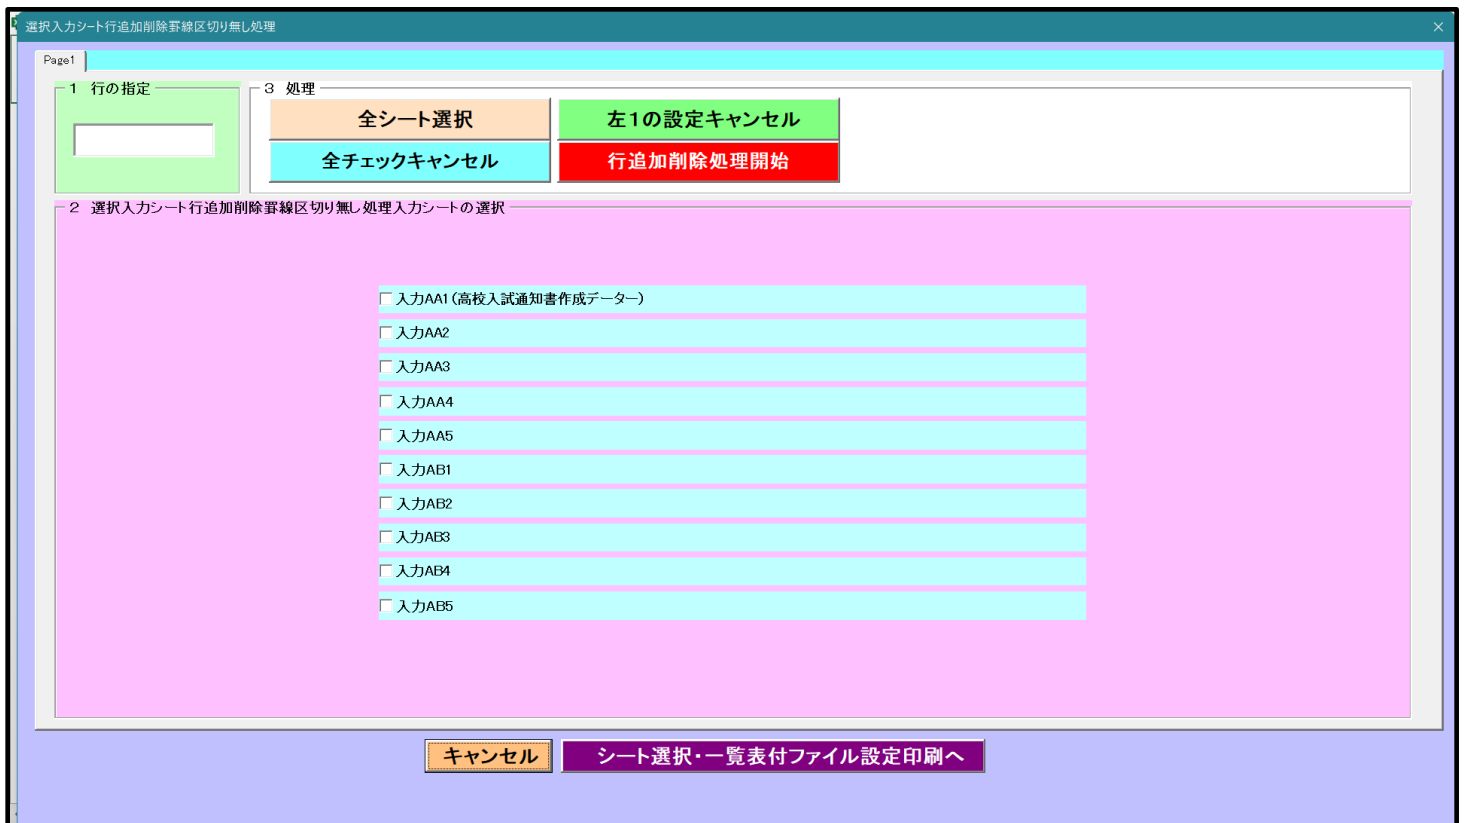 選択入力シート行追加削除罫線区切り無し処理
Page1
1 行の指定
3 処理
全シート選択
左1の設定キャンセル
全チェックキャンセル
行追加削除処理開始
2 選択入力シート行追加削除罫線区切り無し処理入力シートの選択
入力AA1(高校入試通知書作成データー)
入力AA2
入力AA3
入力AA4
入力AA5
入力AB1
入力AB2
入力AB3
入力AB4
入力AB5
キャンセル
シート選択・一覧表付ファイル設定印刷へ